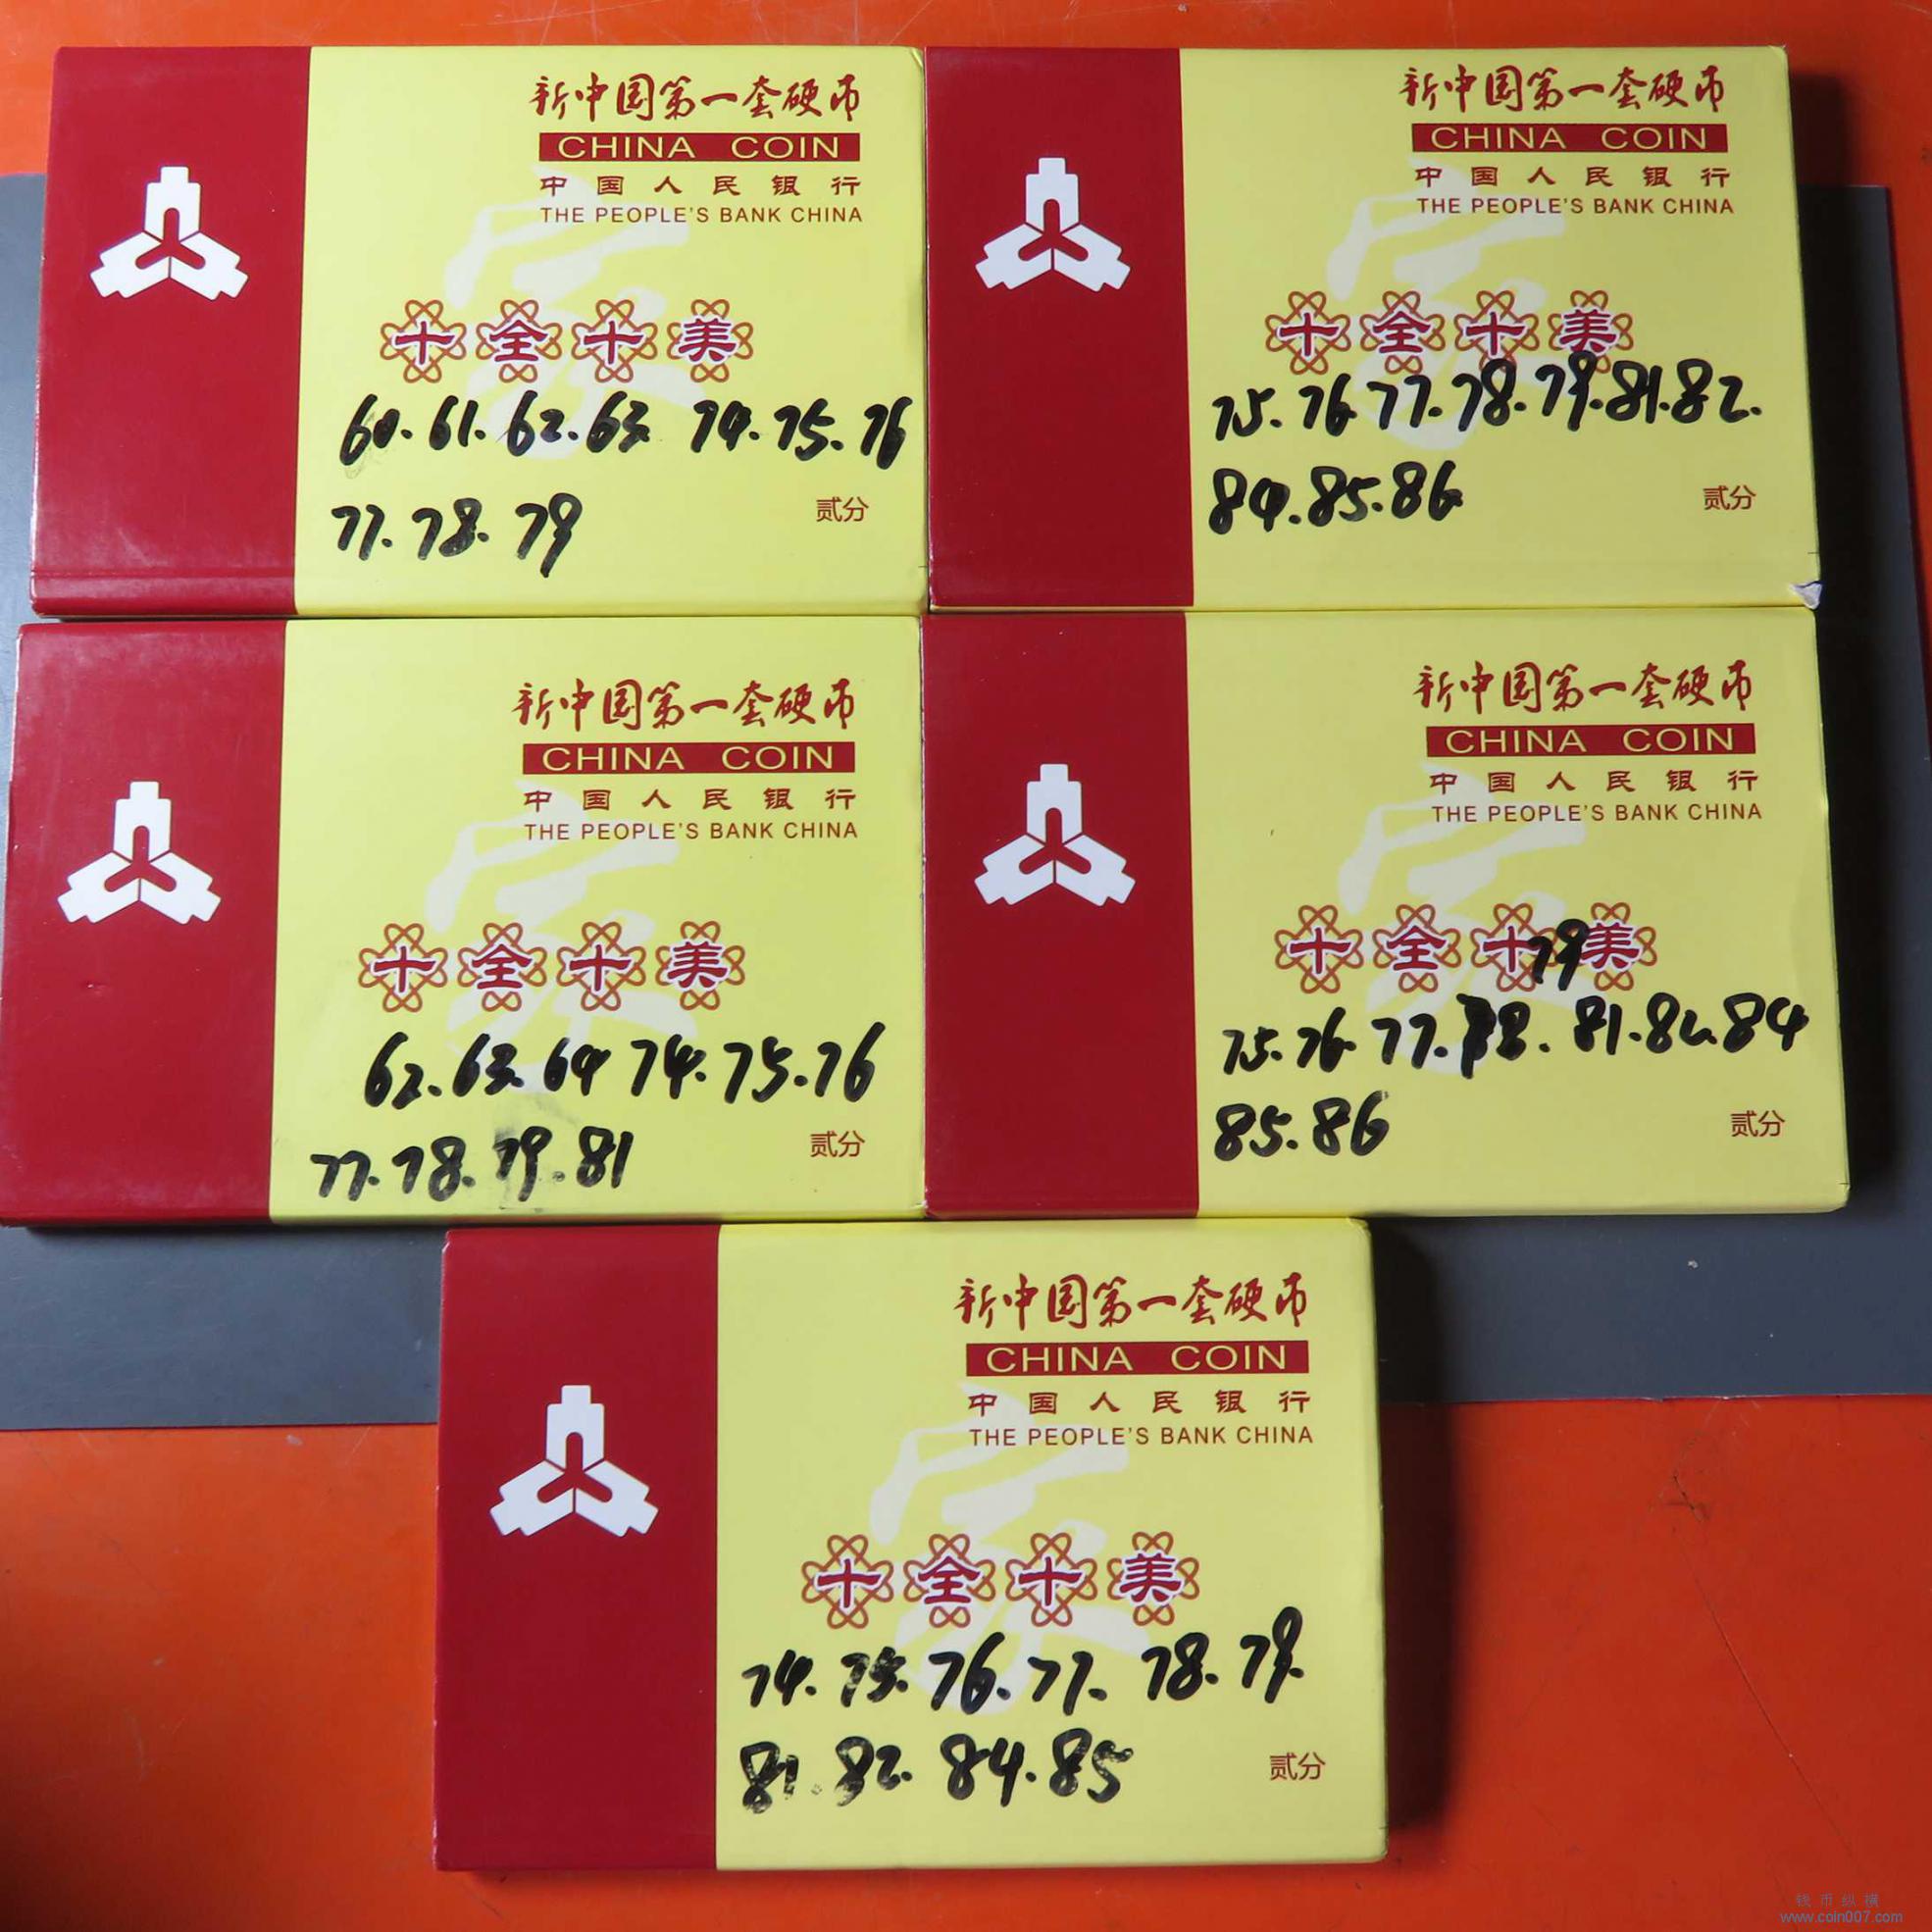 新中国第一套硬币
CHINA COIN
中国人民银行
THE PEOPLE'S BANK CHINA
十全十美
60.61.62.63 74.75.76
77.78.79
贰分
新中国第一套硬币
CHINA COIN
中国人民银行
THE PEOPLE'S BANK CHINA
十全十美
75.76 77.78.79.81.82.
84.85.86
贰分
新中国第一套硬币
CHINA COIN
中国人民银行
THE PEOPLE'S BANK CHINA
十全十美
62.63.64 74.75.76
77.78.79.81
贰分
新中国第一套硬币
CHINA COIN
中国人民银行
THE PEOPLE'S BANK CHINA
十全十美
79
75.76 77.78.81.82.84
85.86
贰分
新中国第一套硬币
CHINA COIN
中国人民银行
THE PEOPLE'S BANK CHINA
十全十美
74.75.76.77.78.79.
81.82.84.85
贰分
钱币纵横
www.coin007.com